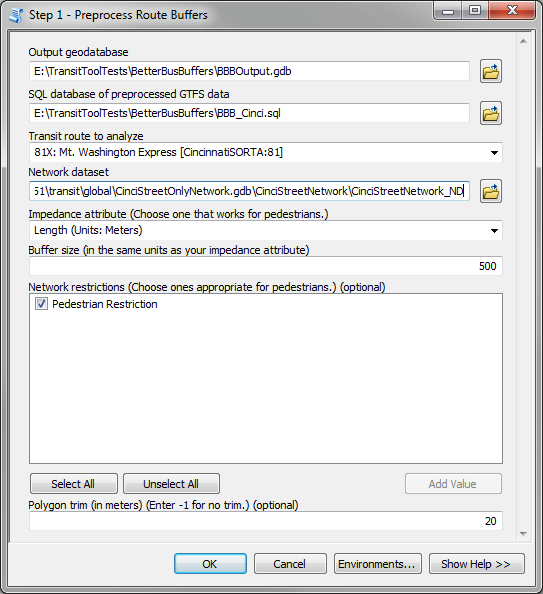 Step 1 - Preprocess Route Buffers
Output geodatabase
E:\TransitToolTests\BetterBusBuffers\BBBOutput.gdb
SQL database of preprocessed GTFS data
E:\TransitToolTests\BetterBusBuffers\BBB_Cinci.sql
Transit route to analyze
81X: Mt. Washington Express [CincinnatiSORTA:81]
Network dataset
51\transit\global\CinciStreetOnlyNetwork.gdb\CinciStreetNetwork\CinciStreetNetwork_ND
Impedance attribute (Choose one that works for pedestrians.)
Length (Units: Meters)
Buffer size (in the same units as your impedance attribute)
500
Network restrictions (Choose ones appropriate for pedestrians.) (optional)
Pedestrian Restriction
Select All
Unselect All
Add Value
Polygon trim (in meters) (Enter -1 for no trim.) (optional)
20
OK
Cancel
Environments...
Show Help >>